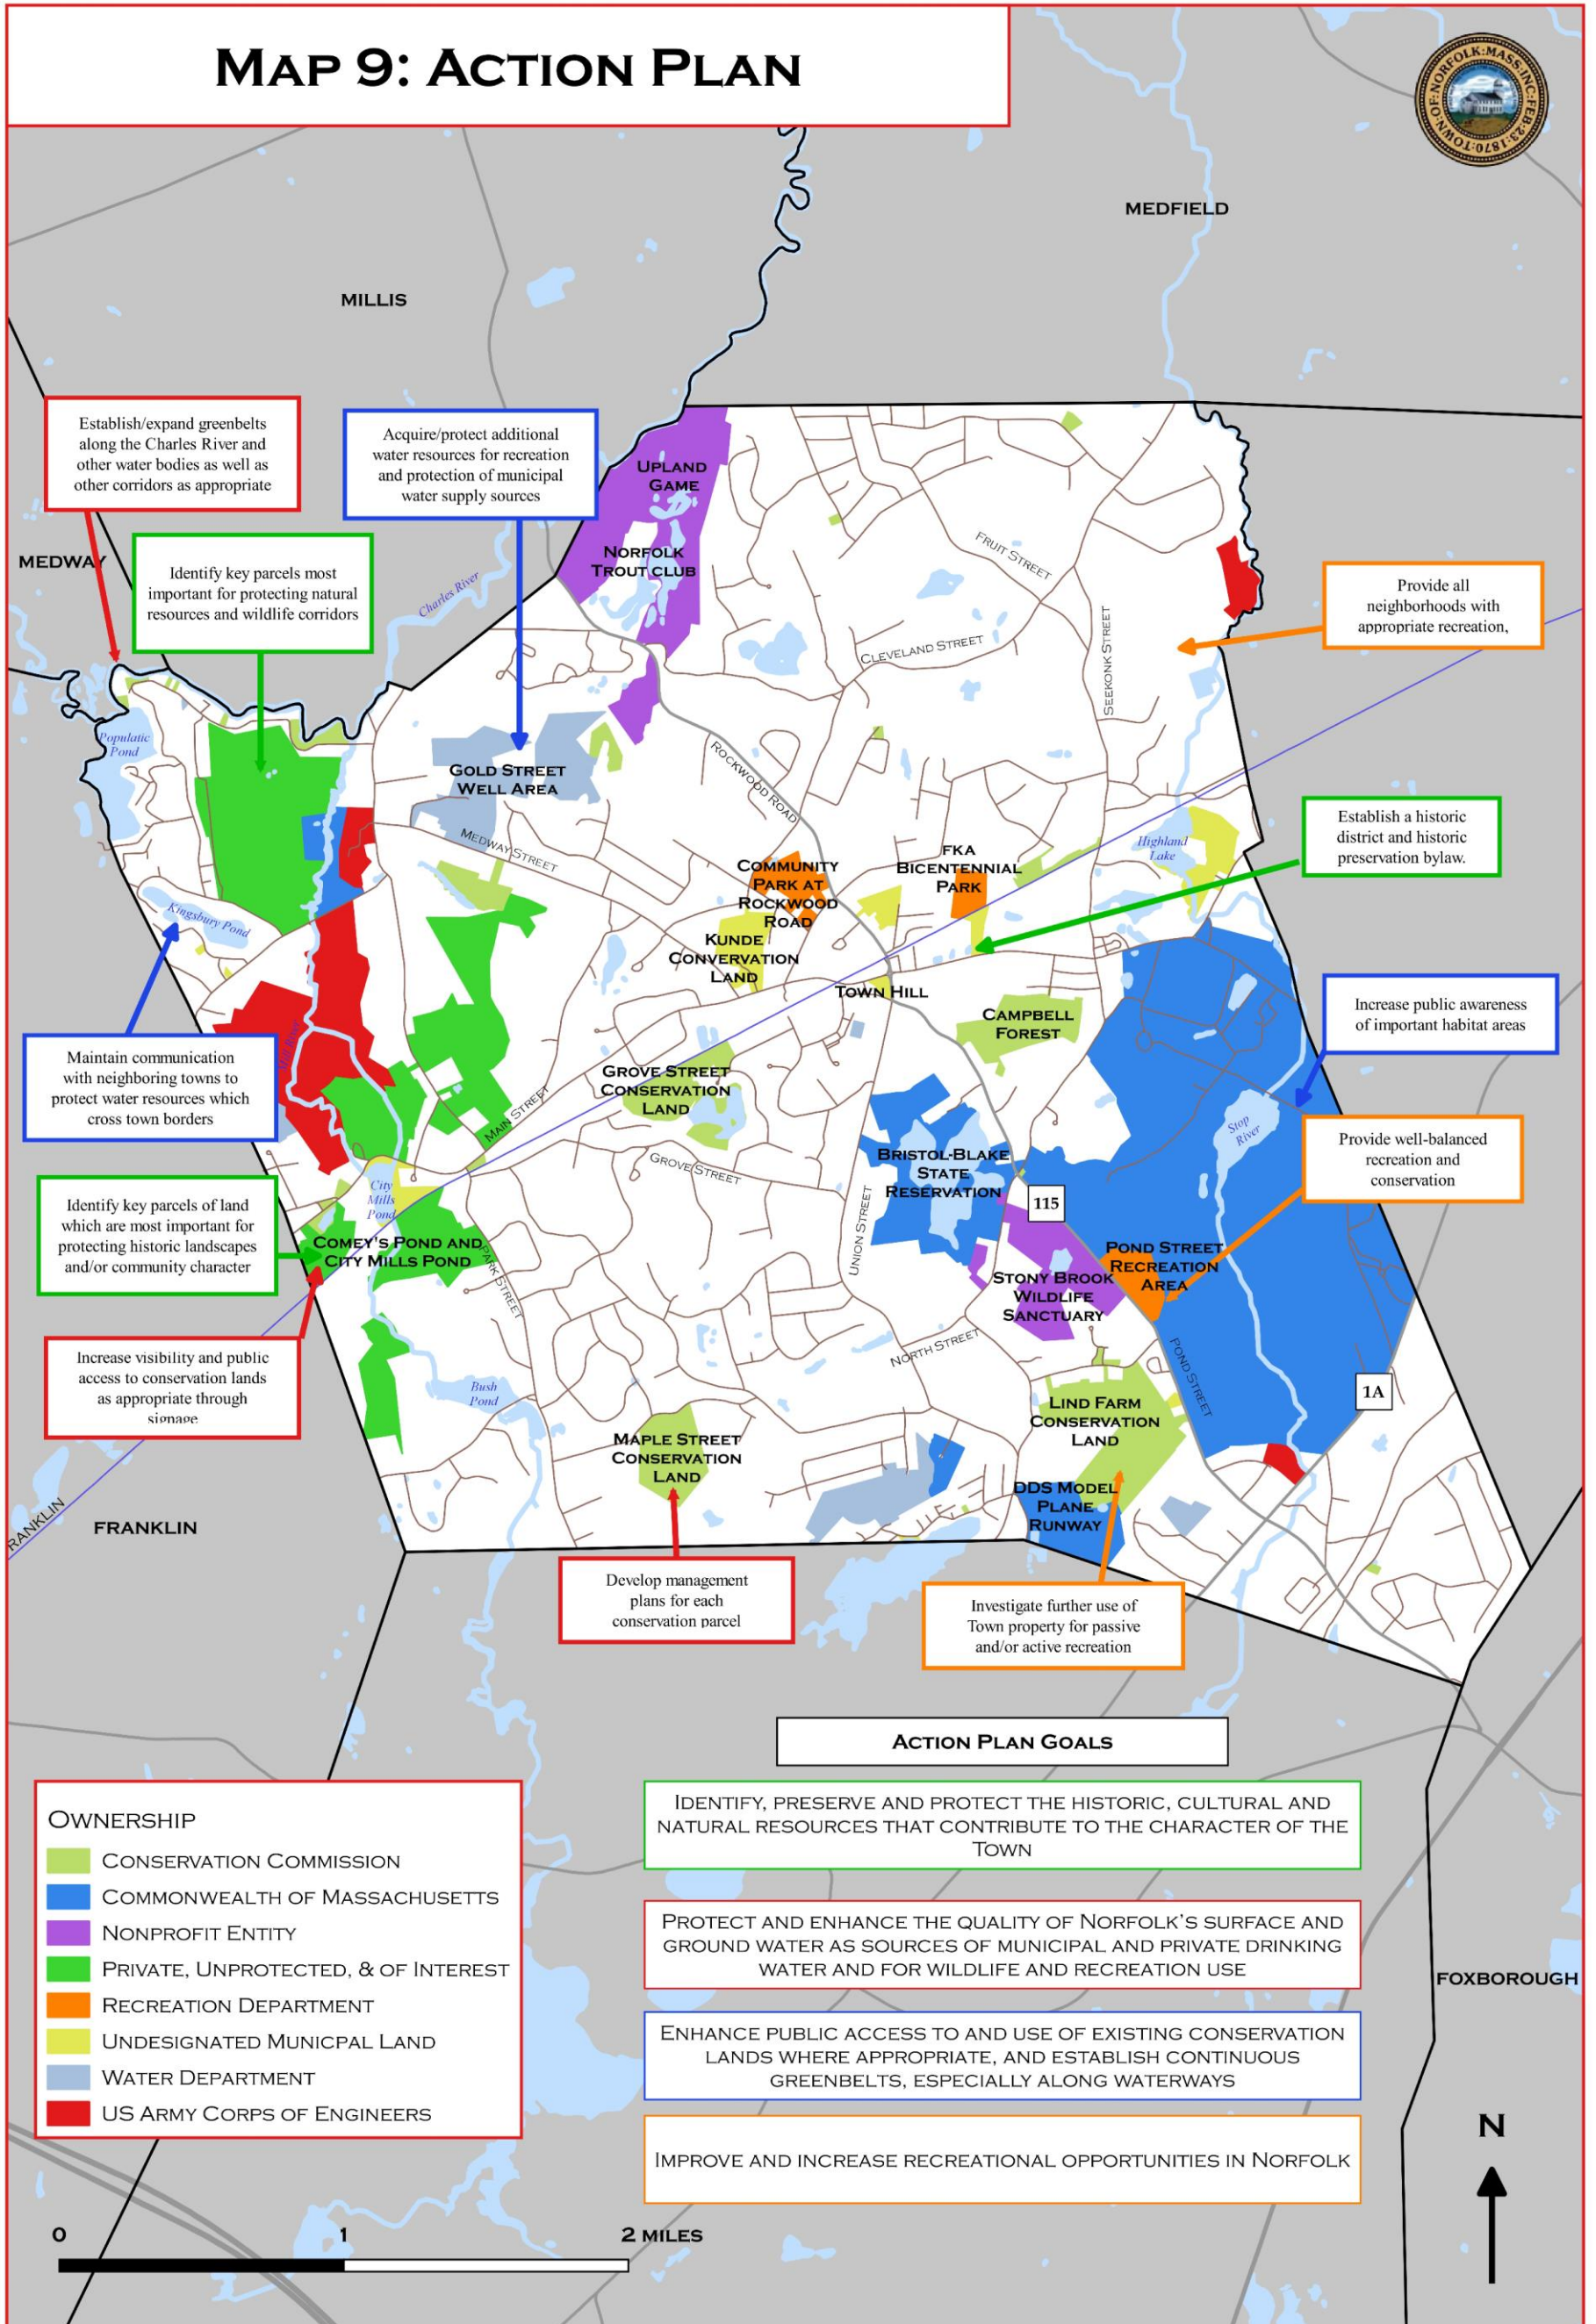 MAP 9: ACTION PLAN
TOWN·OF·NORFOLK·MASS·INC·FEB·23·1870
MEDFIELD
MILLIS
Establish/expand greenbelts
along the Charles River and
other water bodies as well as
other corridors as appropriate
Acquire/protect additional
water resources for recreation
and protection of municipal
water supply sources
UPLAND
GAME
NORFOLK
TROUT CLUB
MEDWAY
Identify key parcels most
important for protecting natural
resources and wildlife corridors
Charles River
FRUIT STREET
Provide all
neighborhoods with
appropriate recreation,
CLEVELAND STREET
SEEKONK STREET
Populatic
Pond
GOLD STREET
WELL AREA
ROCKWOOD ROAD
MEDWAY STREET
COMMUNITY
PARK AT
ROCKWOOD
ROAD
FKA
BICENTENNIAL
PARK
Highland
Lake
Establish a historic
district and historic
preservation bylaw.
Kingsbury Pond
KUNDE
CONVERVATION
LAND
TOWN HILL
CAMPBELL
FOREST
Increase public awareness
of important habitat areas
Maintain communication
with neighboring towns to
protect water resources which
cross town borders
Mill River
GROVE STREET
CONSERVATION
LAND
MAIN STREET
Stop
River
Provide well-balanced
recreation and
conservation
GROVE STREET
BRISTOL-BLAKE
STATE
RESERVATION
UNION STREET
115
Identify key parcels of land
which are most important for
protecting historic landscapes
and/or community character
City
Mills
Pond
COMEY'S POND AND
CITY MILLS POND
PARK STREET
POND STREET
RECREATION
AREA
STONY BROOK
WILDLIFE
SANCTUARY
Increase visibility and public
access to conservation lands
as appropriate through
signage
NORTH STREET
POND STREET
Bush
Pond
1A
LIND FARM
CONSERVATION
LAND
MAPLE STREET
CONSERVATION
LAND
DDS MODEL
PLANE
RUNWAY
RANKLIN
FRANKLIN
Develop management
plans for each
conservation parcel
Investigate further use of
Town property for passive
and/or active recreation
ACTION PLAN GOALS
IDENTIFY, PRESERVE AND PROTECT THE HISTORIC, CULTURAL AND
NATURAL RESOURCES THAT CONTRIBUTE TO THE CHARACTER OF THE
TOWN
PROTECT AND ENHANCE THE QUALITY OF NORFOLK'S SURFACE AND
GROUND WATER AS SOURCES OF MUNICIPAL AND PRIVATE DRINKING
WATER AND FOR WILDLIFE AND RECREATION USE
ENHANCE PUBLIC ACCESS TO AND USE OF EXISTING CONSERVATION
LANDS WHERE APPROPRIATE, AND ESTABLISH CONTINUOUS
GREENBELTS, ESPECIALLY ALONG WATERWAYS
IMPROVE AND INCREASE RECREATIONAL OPPORTUNITIES IN NORFOLK
OWNERSHIP
CONSERVATION COMMISSION
COMMONWEALTH OF MASSACHUSETTS
NONPROFIT ENTITY
PRIVATE, UNPROTECTED, & OF INTEREST
RECREATION DEPARTMENT
UNDESIGNATED MUNICPAL LAND
WATER DEPARTMENT
US ARMY CORPS OF ENGINEERS
FOXBOROUGH
N
0 1 2 MILES